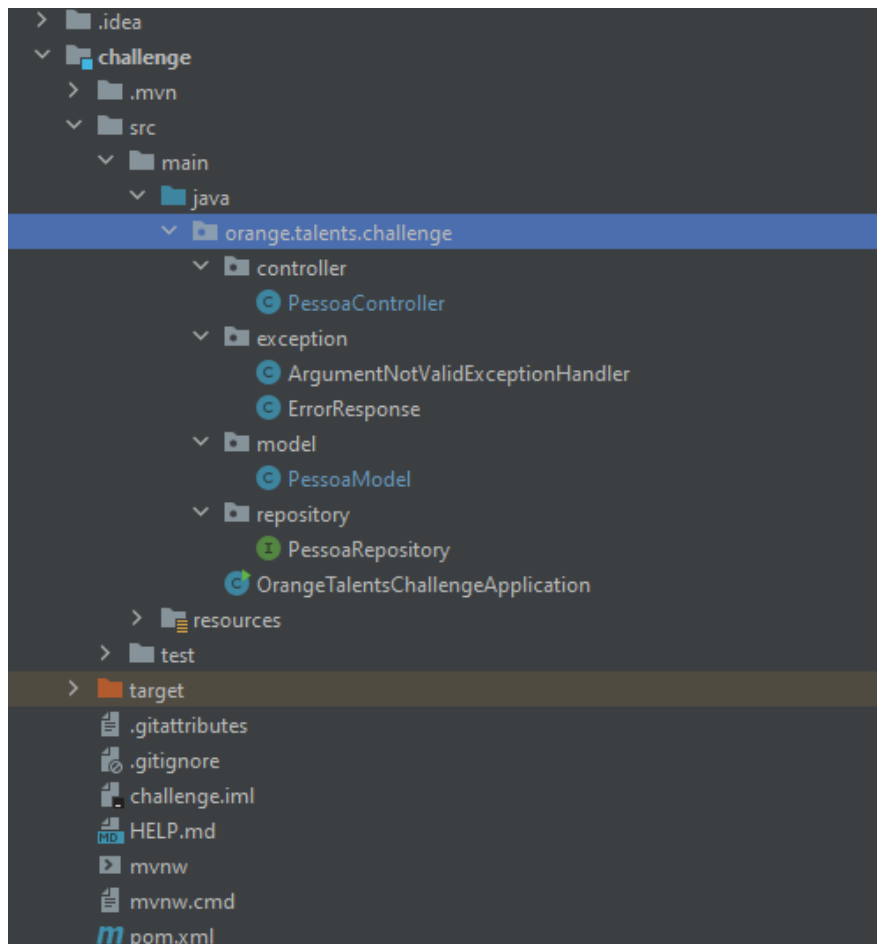 .idea
challenge
.mvn
src
main
java
orange.talents.challenge
controller
C PessoaController
exception
C ArgumentNotValidExceptionHandler
C ErrorResponse
model
C PessoaModel
repository
I PessoaRepository
C OrangeTalentsChallengeApplication
resources
test
target
.gitattributes
.gitignore
challenge.iml
MD HELP.md
mvnw
mvnw.cmd
m pom.xml